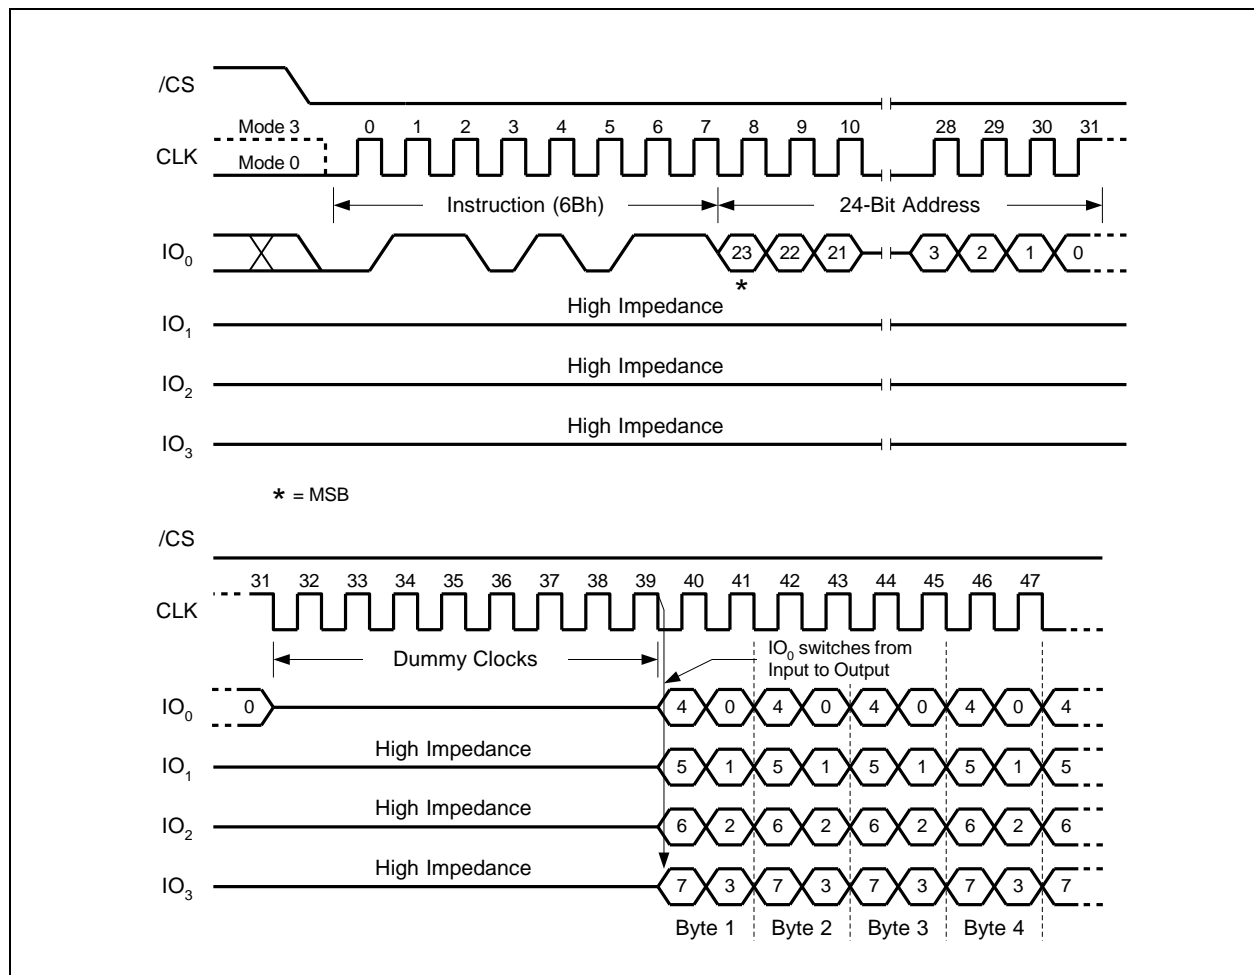 /CS
Mode 3
0 1 2 3 4 5 6 7 8 9 10 28 29 30 31
CLK
Mode 0
Instruction (6Bh) 24-Bit Address
IO0 23 22 21 3 2 1 0
*
High Impedance
IO1
High Impedance
IO2
High Impedance
IO3
* = MSB
/CS
31 32 33 34 35 36 37 38 39 40 41 42 43 44 45 46 47
CLK
Dummy Clocks
IO0 switches from
Input to Output
IO0 0 4 0 4 0 4 0 4 0 4
High Impedance
IO1 5 1 5 1 5 1 5 1 5
High Impedance
IO2 6 2 6 2 6 2 6 2 6
High Impedance
IO3 7 3 7 3 7 3 7 3 7
Byte 1 Byte 2 Byte 3 Byte 4